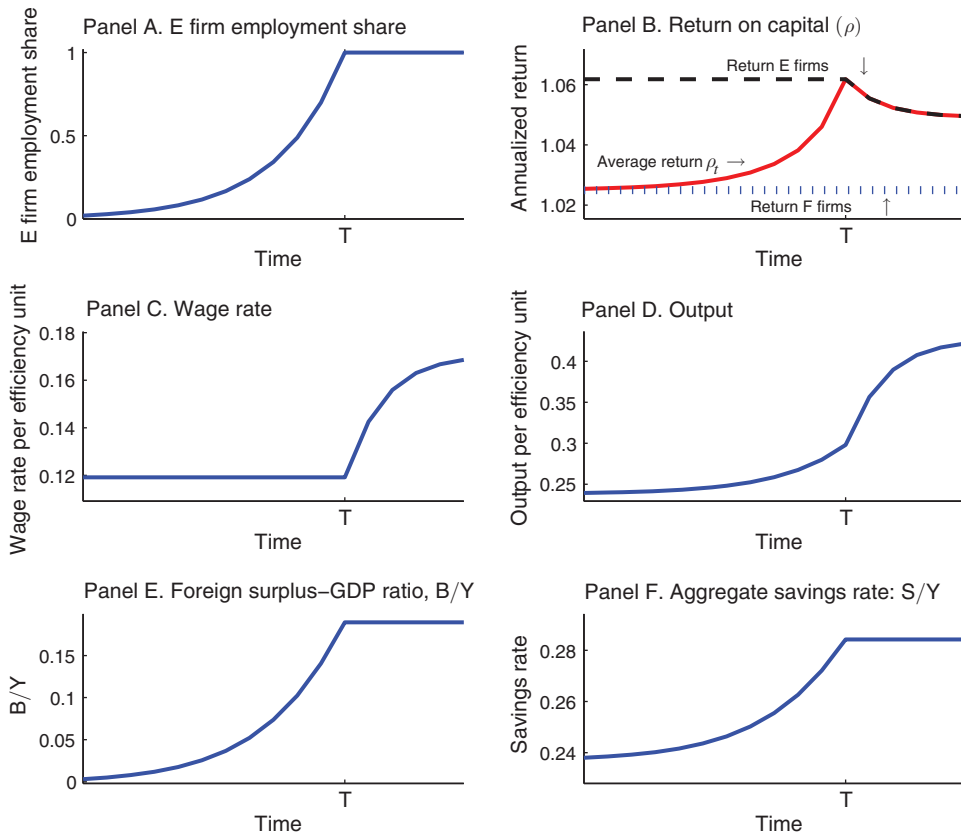 Panel A. E firm employment share
E firm employment share
1
0.5
0
T
Time
Panel B. Return on capital (ρ)
Annualized return
1.06
1.04
1.02
Return E firms ↓
Average return ρt →
Return F firms ↑
T
Time
Panel C. Wage rate
Wage rate per efficiency unit
0.18
0.16
0.14
0.12
T
Time
Panel D. Output
Output per efficiency unit
0.4
0.35
0.3
0.25
T
Time
Panel E. Foreign surplus–GDP ratio, B/Y
B/Y
0.15
0.1
0.05
0
T
Time
Panel F. Aggregate savings rate: S/Y
Savings rate
0.28
0.26
0.24
T
Time